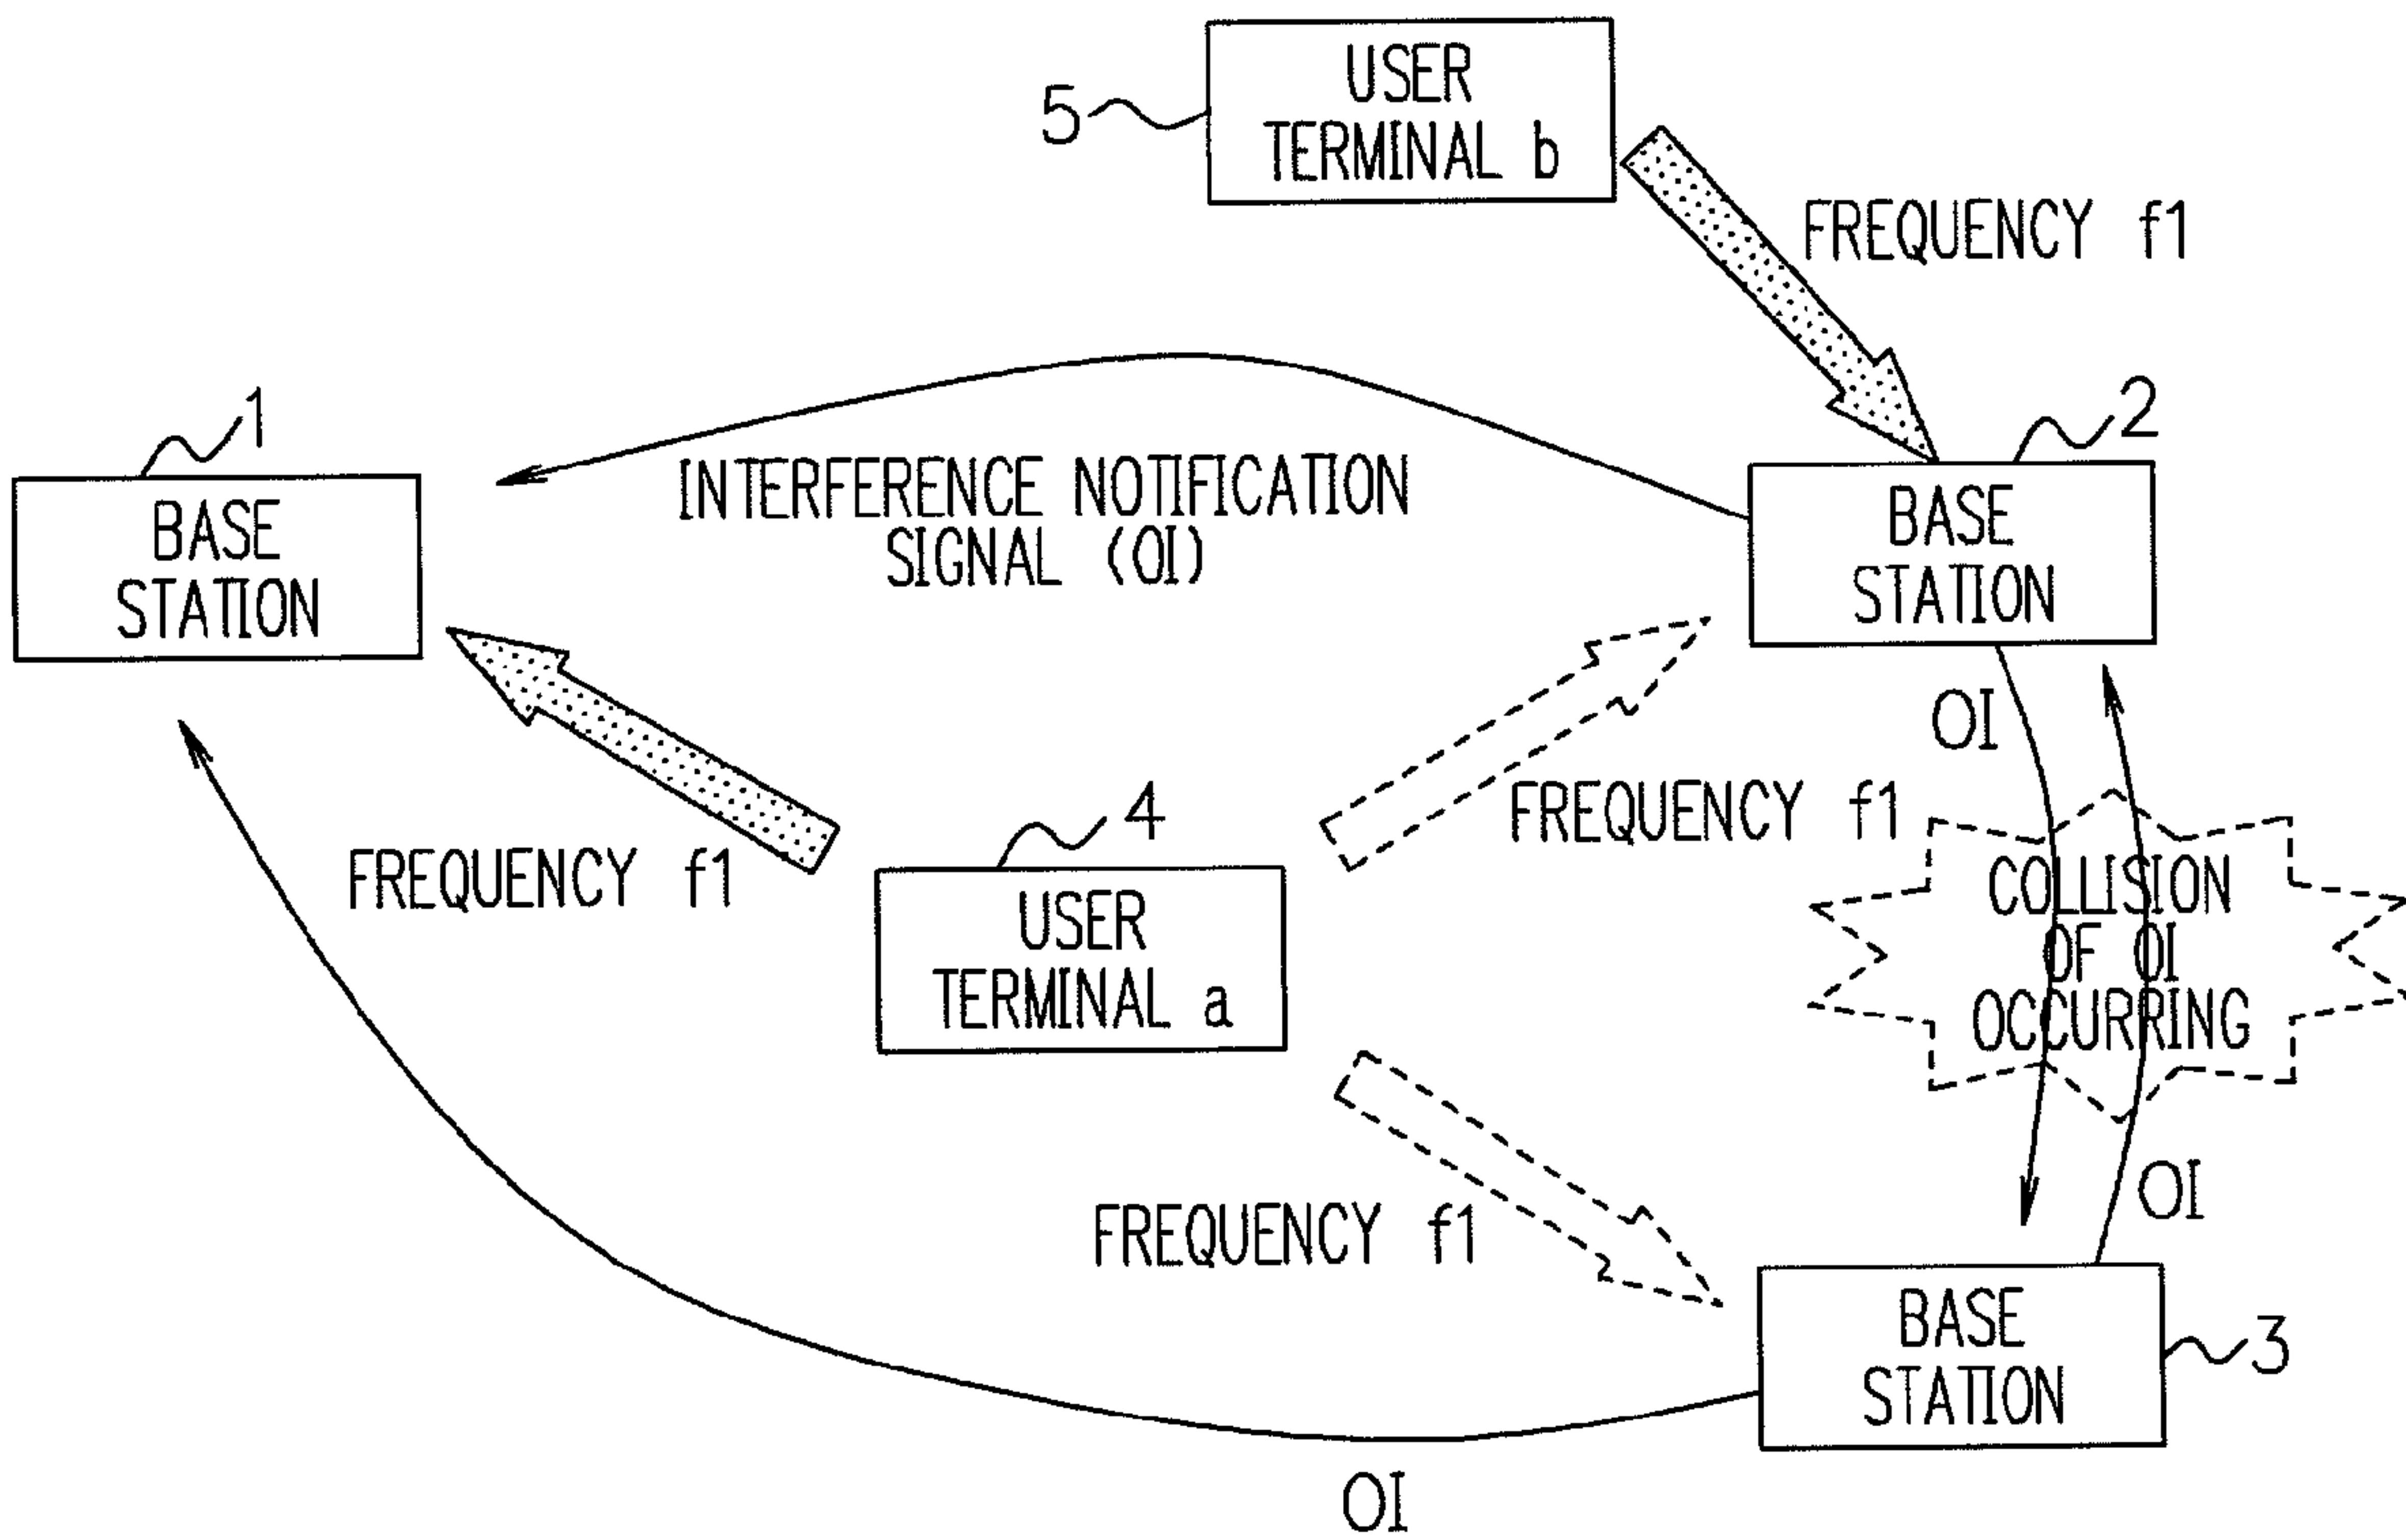 5
USER
TERMINAL b
FREQUENCY f1
1
BASE
STATION
INTERFERENCE NOTIFICATION
SIGNAL (OI)
2
BASE
STATION
OI
FREQUENCY f1
4
USER
TERMINAL a
FREQUENCY f1
COLLISION
OF OI
OCCURRING
OI
FREQUENCY f1
BASE
STATION
3
OI